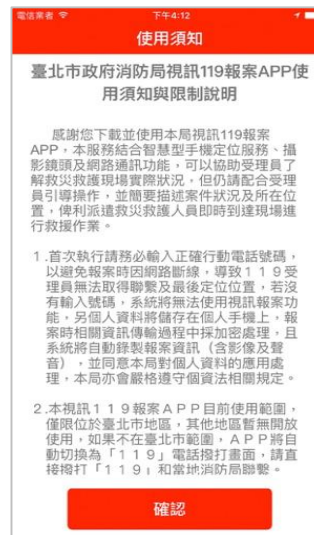 電信業者 下午4:12
使用須知
臺北市政府消防局視訊119報案APP使
用須知與限制說明
感謝您下載並使用本局視訊119報案
APP，本服務結合智慧型手機定位服務、攝
影鏡頭及網路通訊功能，可以協助受理員了
解救災救護現場實際狀況，但仍請配合受理
員引導操作，並簡要描述案件狀況及所在位
置，俾利派遣救災救護人員即時到達現場進
行救援作業。
1.首次執行請務必輸入正確行動電話號碼，
以避免報案時因網路斷線，導致１１９受
理員無法取得聯繫及最後定位位置，若沒
有輸入號碼，系統將無法使用視訊報案功
能，另個人資料將儲存在個人手機上，報
案時相關資訊傳輸過程中採加密處理，且
系統將自動錄製報案資訊（含影像及聲
音），並同意本局對個人資料的應用處
理，本局亦會嚴格遵守個資法相關規定。
2.本視訊１１９報案ＡＰＰ目前使用範圍，
僅限位於臺北市地區，其他地區暫無開放
使用，如果不在臺北市範圍，ＡＰＰ將自
動切換為「１１９」電話撥打畫面，請直
接撥打「１１９」和當地消防局聯繫。
確認